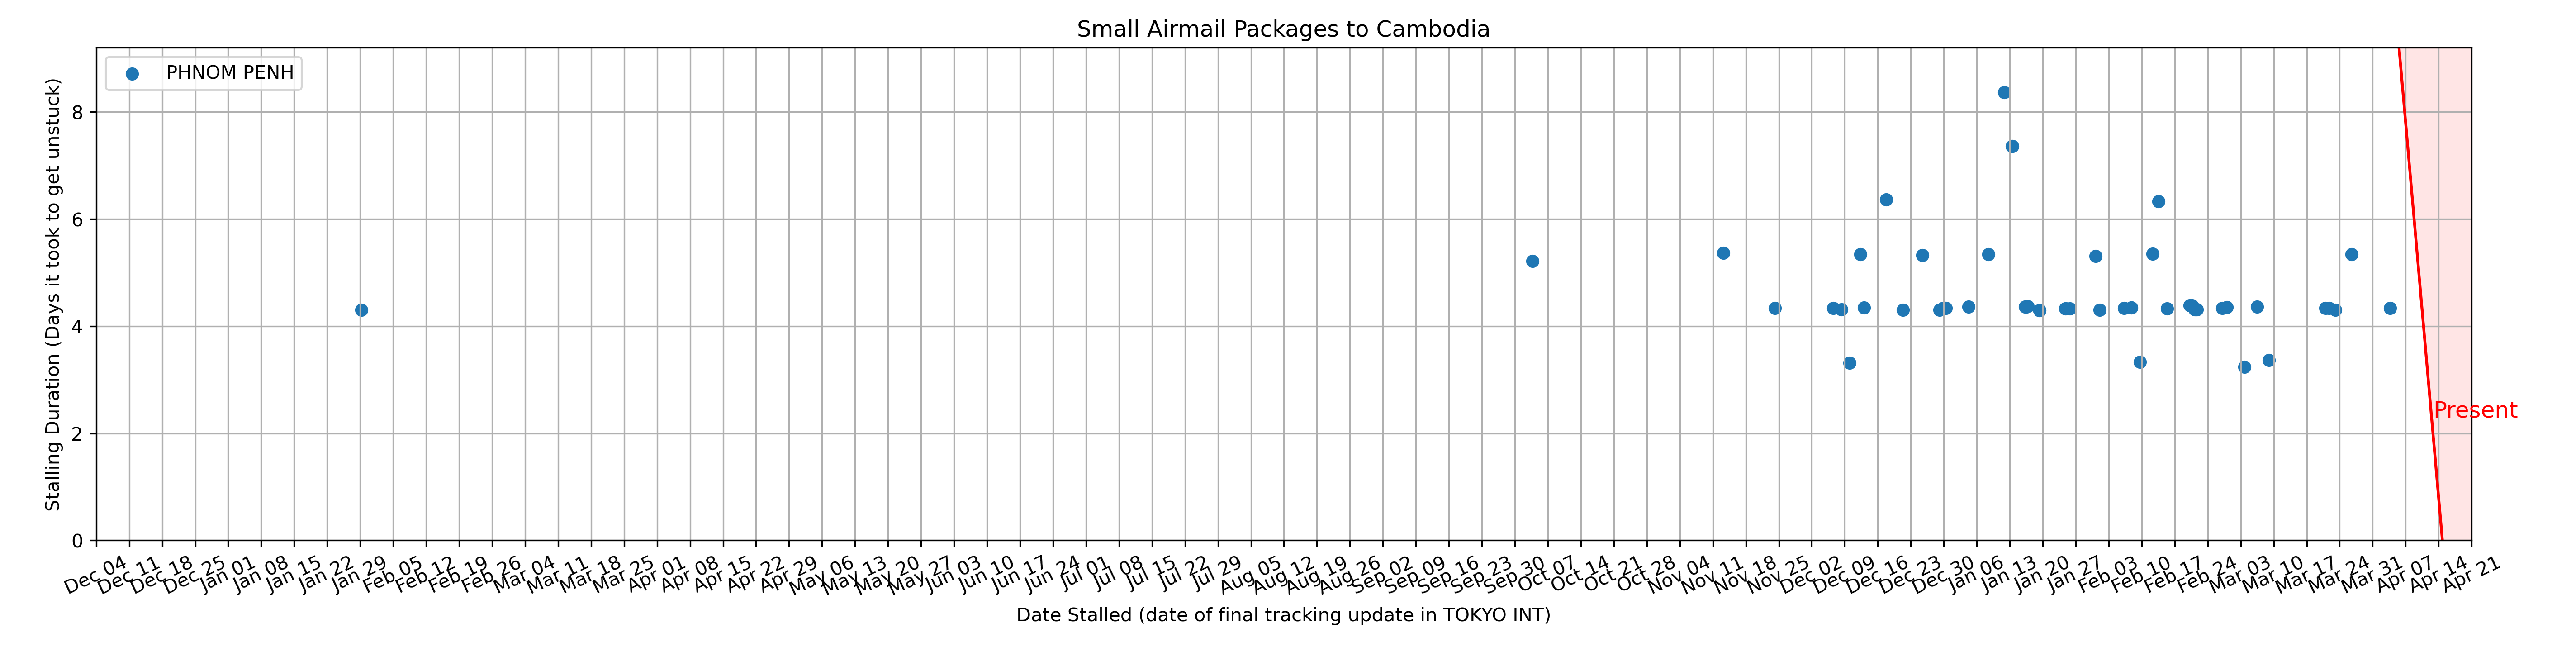 Small Airmail Packages to Cambodia
PHNOM PENH
Stalling Duration (Days it took to get unstuck)
8
6
4
2
0
Present
Dec 04
Dec 11
Dec 18
Dec 25
Jan 01
Jan 08
Jan 15
Jan 22
Jan 29
Feb 05
Feb 12
Feb 19
Feb 26
Mar 04
Mar 11
Mar 18
Mar 25
Apr 01
Apr 08
Apr 15
Apr 22
Apr 29
May 06
May 13
May 20
May 27
Jun 03
Jun 10
Jun 17
Jun 24
Jul 01
Jul 08
Jul 15
Jul 22
Jul 29
Aug 05
Aug 12
Aug 19
Aug 26
Sep 02
Sep 09
Sep 16
Sep 23
Sep 30
Oct 07
Oct 14
Oct 21
Oct 28
Nov 04
Nov 11
Nov 18
Nov 25
Dec 02
Dec 09
Dec 16
Dec 23
Dec 30
Jan 06
Jan 13
Jan 20
Jan 27
Feb 03
Feb 10
Feb 17
Feb 24
Mar 03
Mar 10
Mar 17
Mar 24
Mar 31
Apr 07
Apr 14
Apr 21
Date Stalled (date of final tracking update in TOKYO INT)